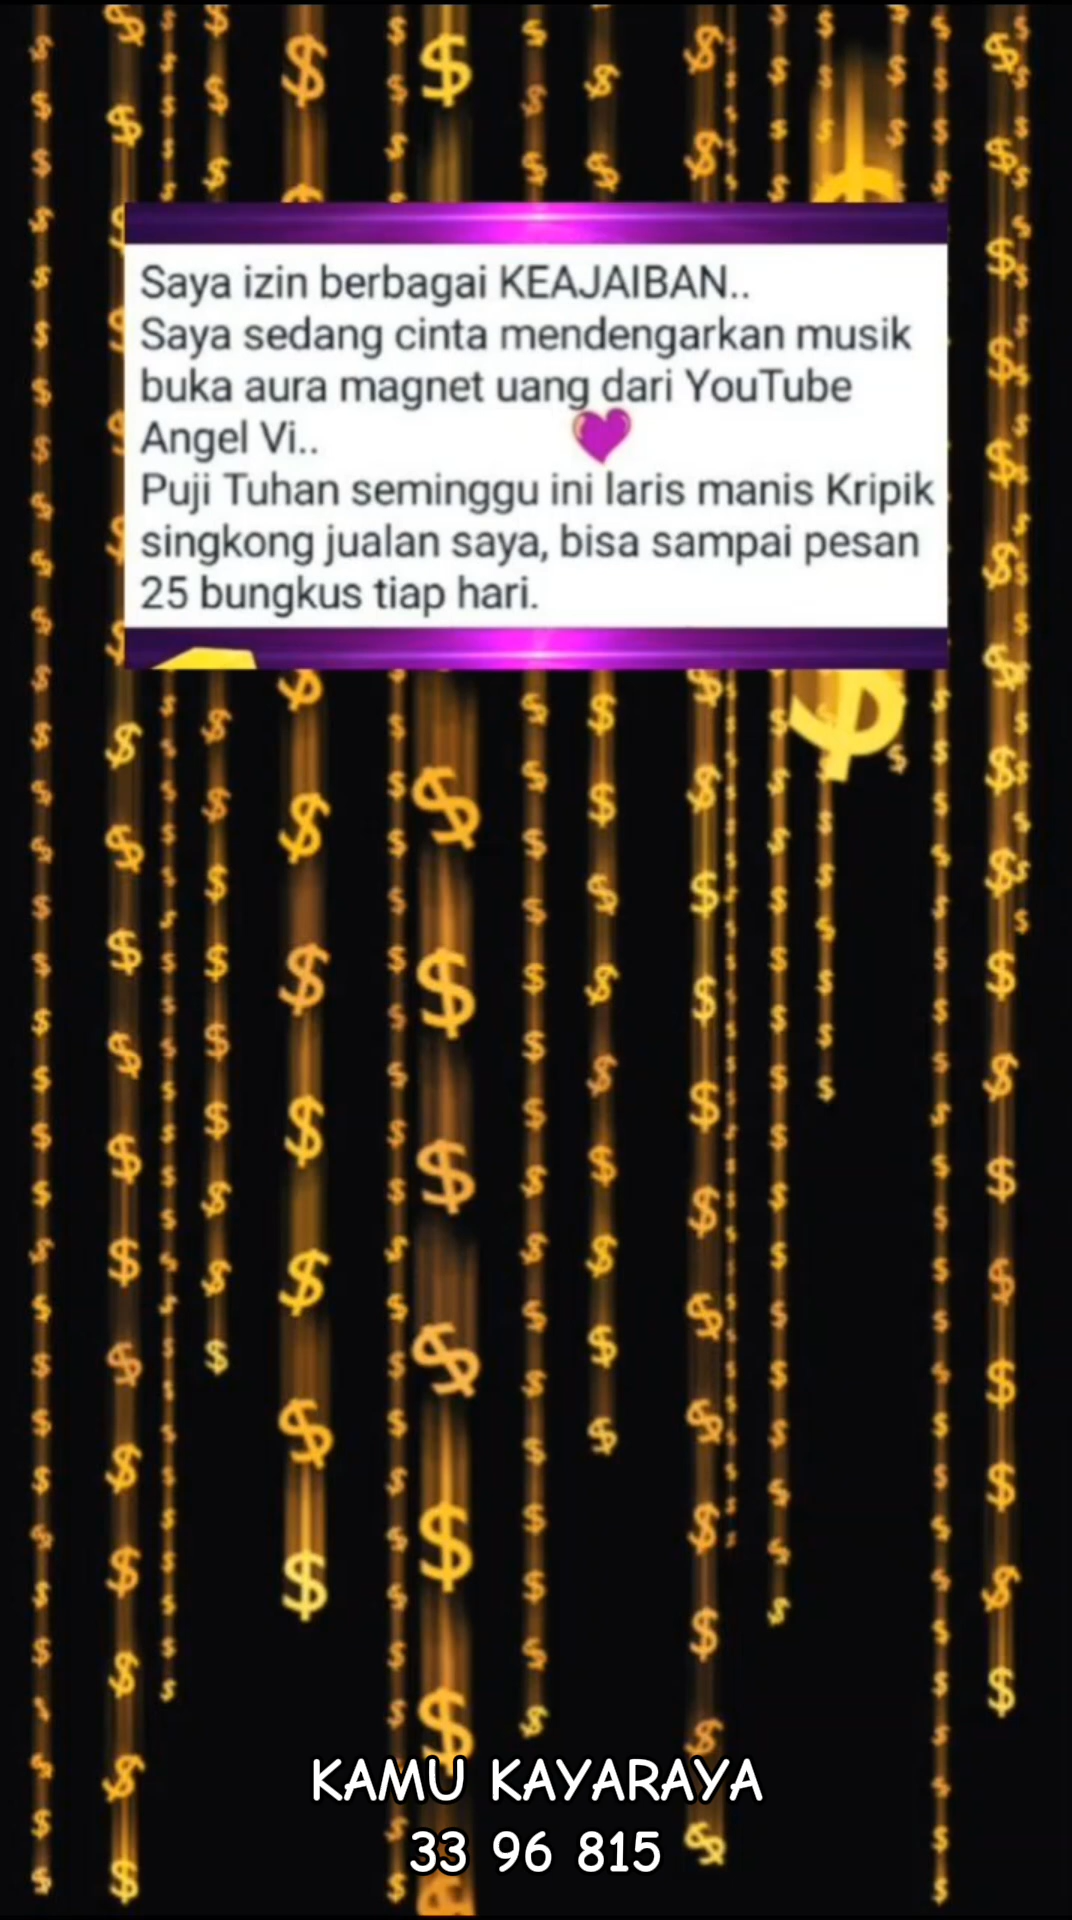 Saya izin berbagai KEAJAIBAN..
Saya sedang cinta mendengarkan musik
buka aura magnet uang dari YouTube
Angel Vi..
Puji Tuhan seminggu ini laris manis Kripik
singkong jualan saya, bisa sampai pesan
25 bungkus tiap hari.
KAMU KAYARAYA
33 96 815